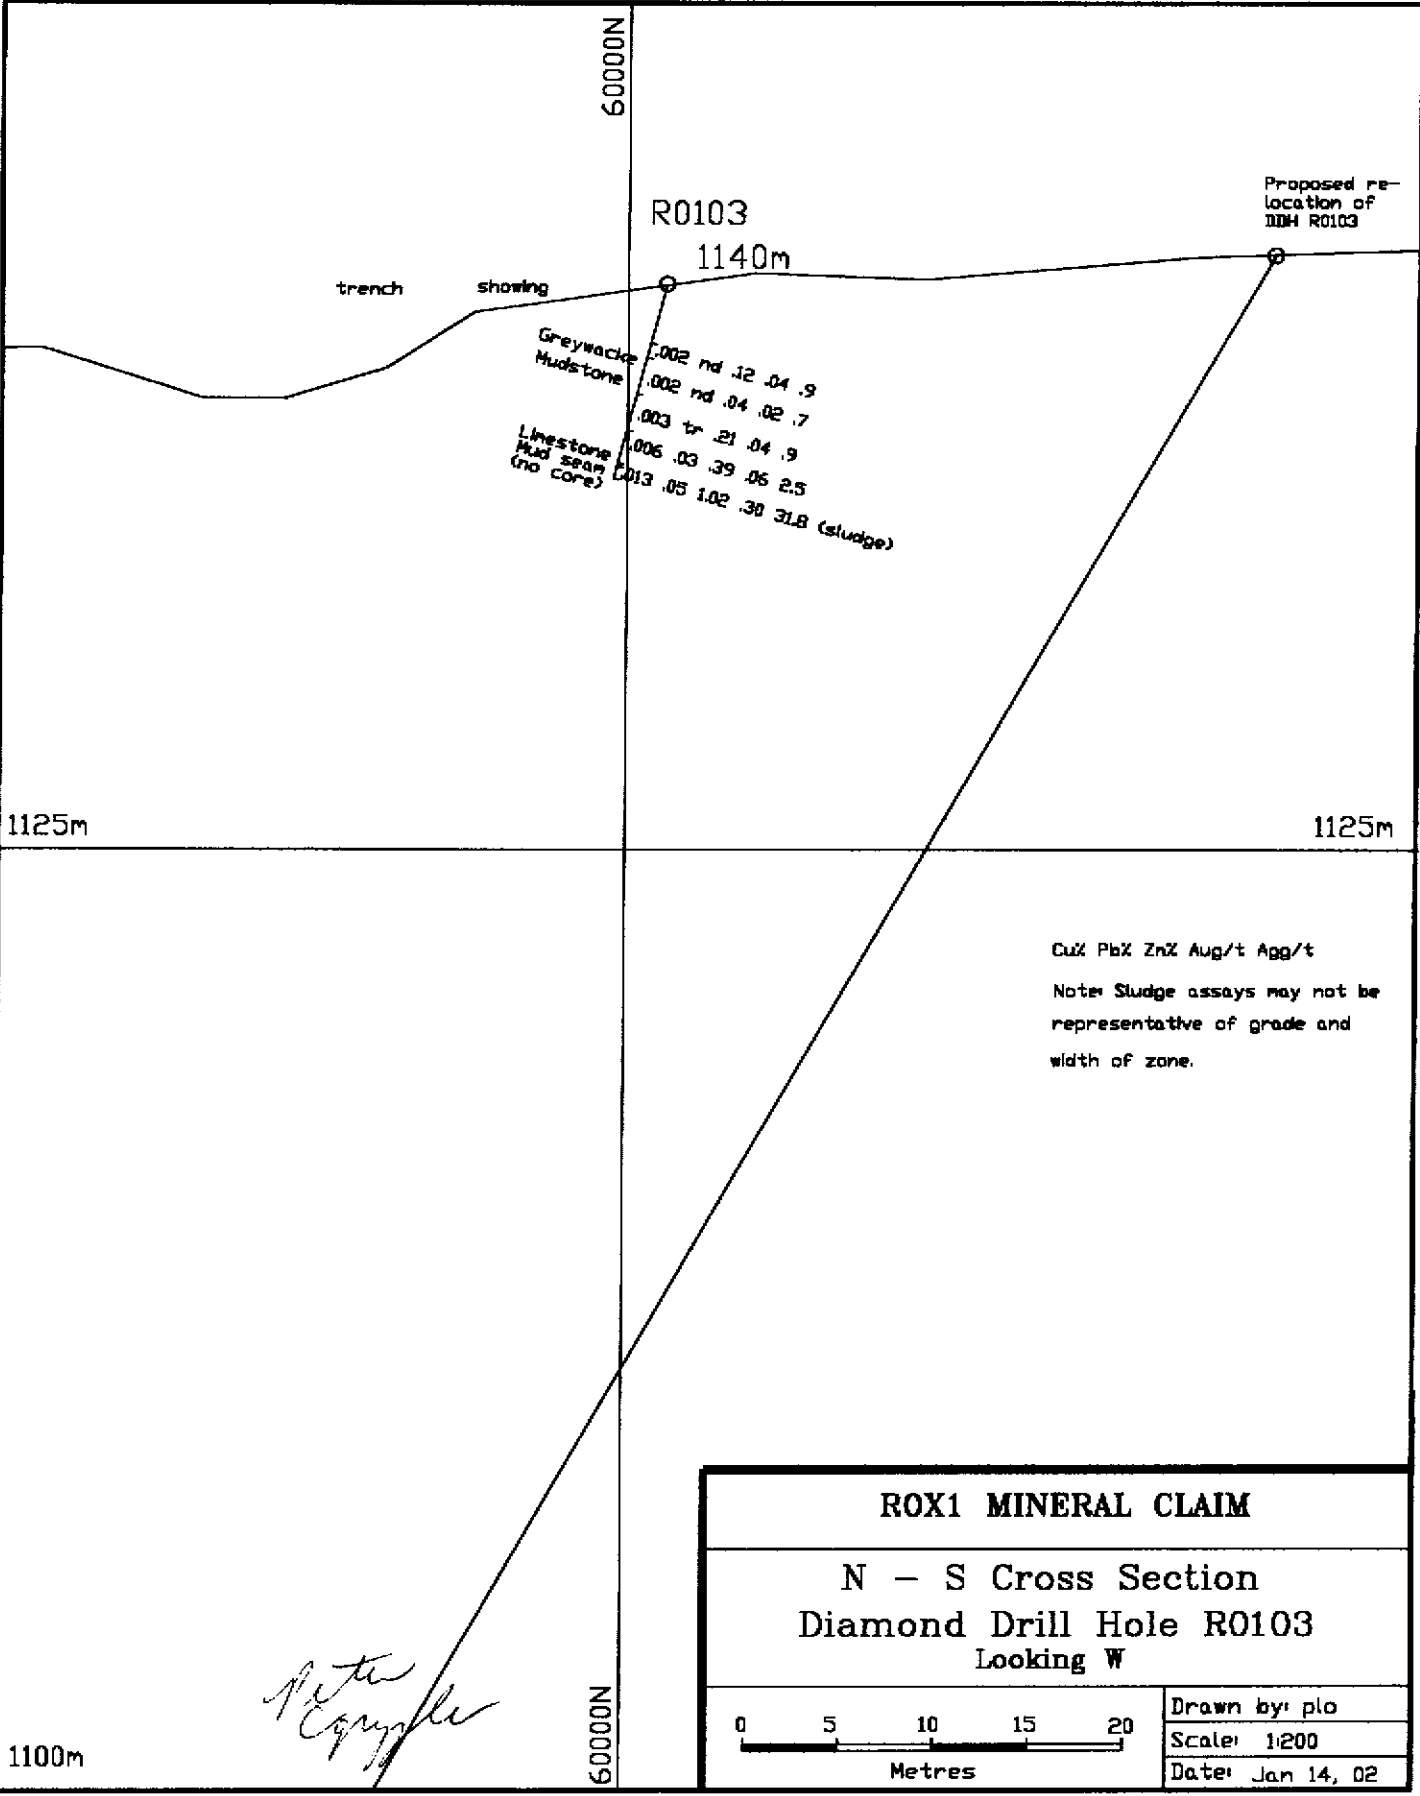 60000N
Proposed re-
location of
DDH R0103
R0103
1140m
trench showing
Greywacke
Mudstone
.002 nd .12 .04 .9
.002 nd .04 .02 .7
.003 tr .21 .04 .9
Limestone
.006 .03 .39 .06 2.5
Mud seam
(no core)
.013 .05 1.02 .30 31.8 (sludge)
1125m 1125m
Cu% Pb% Zn% Aug/t Agg/t
Note: Sludge assays may not be
representative of grade and
width of zone.
ROX1 MINERAL CLAIM
N - S Cross Section
Diamond Drill Hole R0103
Looking W
0 5 10 15 20
Metres
Drawn by: plo
Scale: 1:200
Date: Jan 14, 02
Peter
60000N
1100m